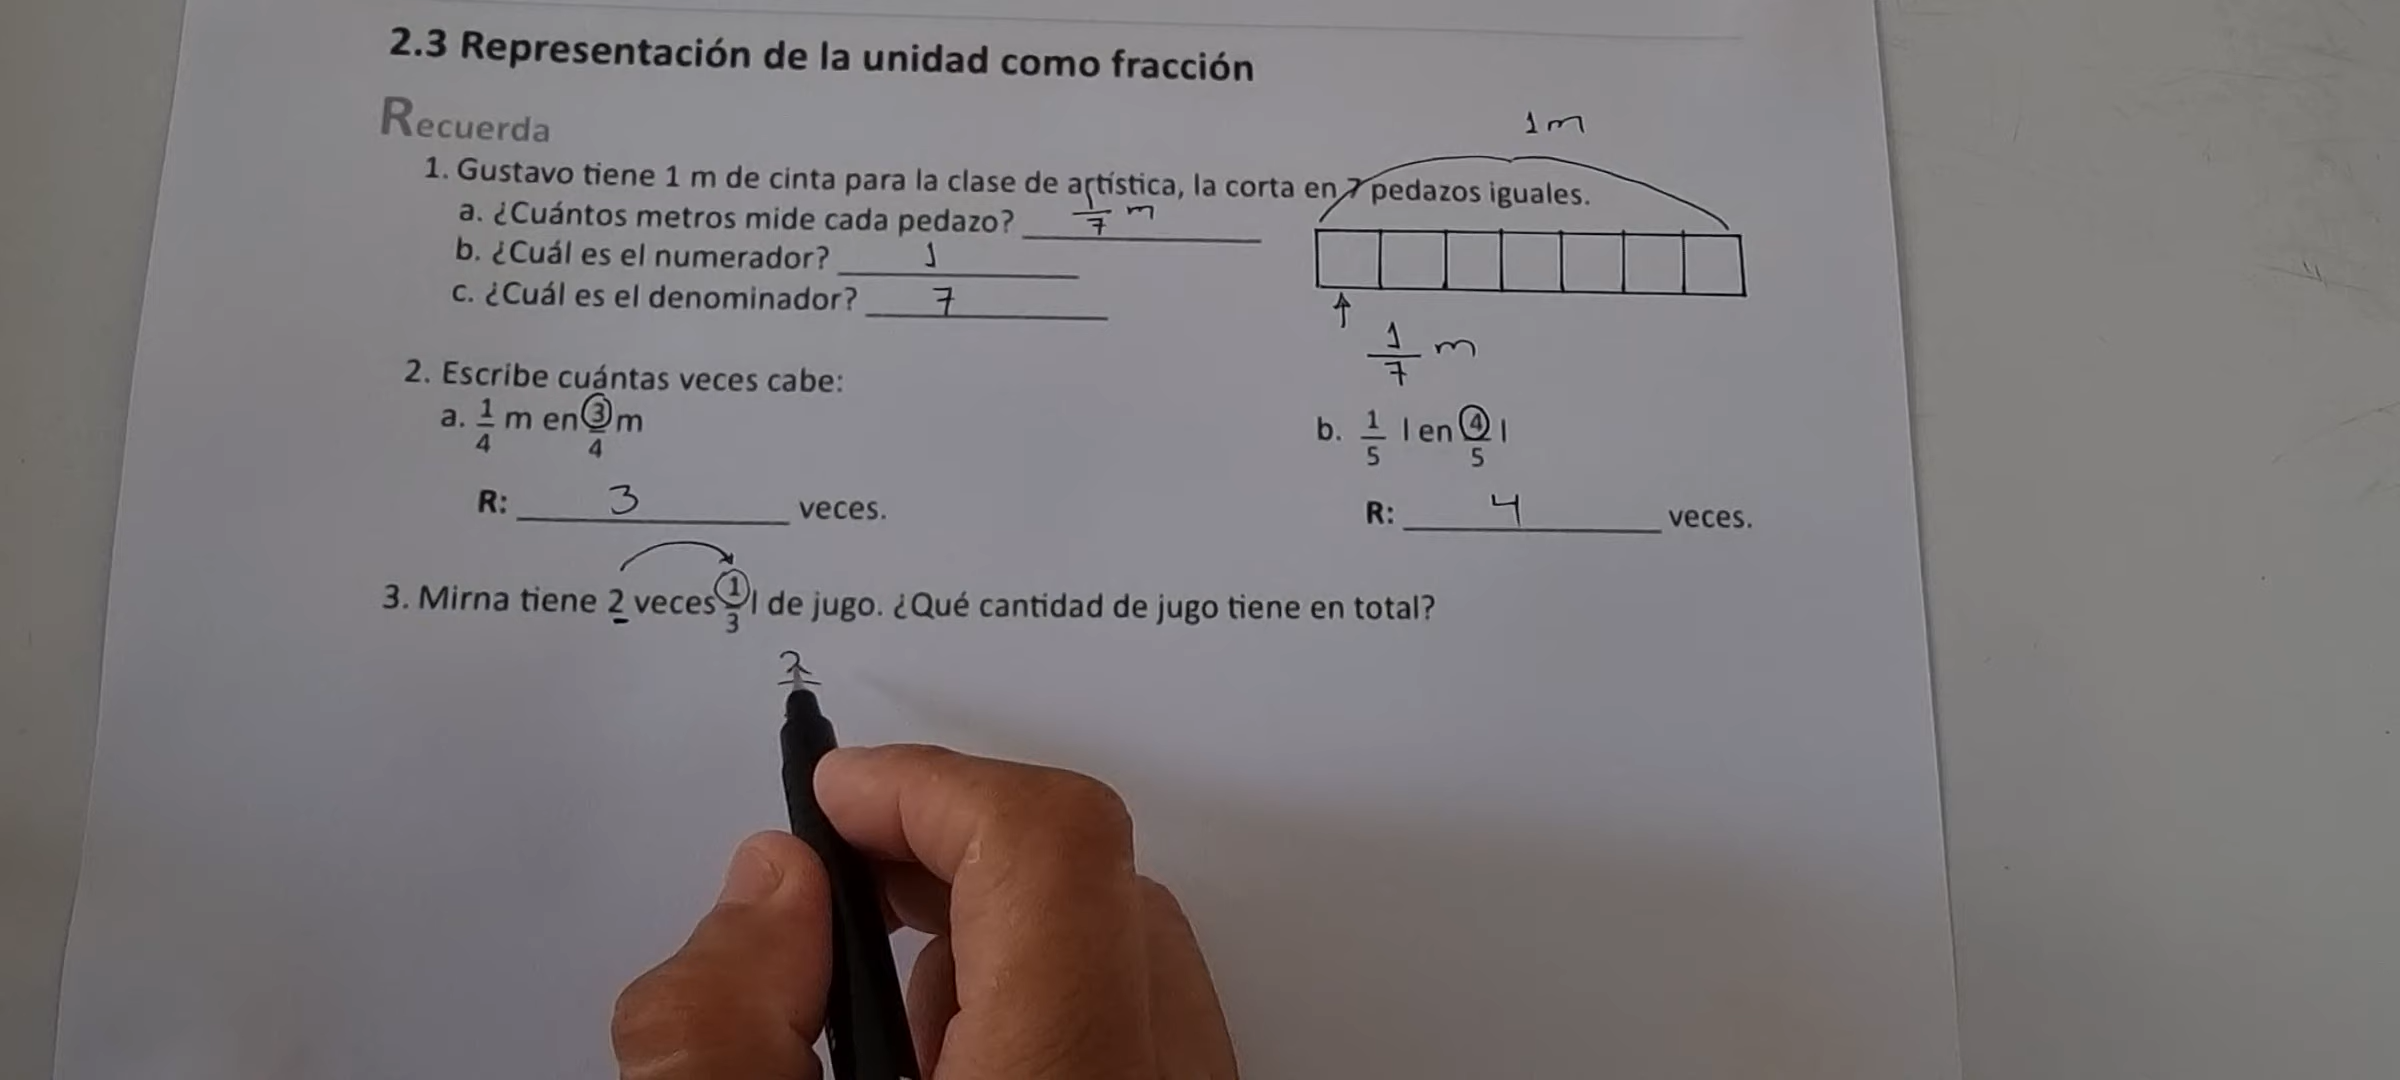 2.3 Representación de la unidad como fracción
Recuerda
1 m
1. Gustavo tiene 1 m de cinta para la clase de artística, la corta en 7 pedazos iguales.
a. ¿Cuántos metros mide cada pedazo? 1/7 m
b. ¿Cuál es el numerador? 1
c. ¿Cuál es el denominador? 7
1/7 m
2. Escribe cuántas veces cabe:
a. 1/4 m en 3/4 m
b. 1/5 l en 4/5 l
R: 3 veces.
R: 4 veces.
3. Mirna tiene 2 veces 1/3 l de jugo. ¿Qué cantidad de jugo tiene en total?
2